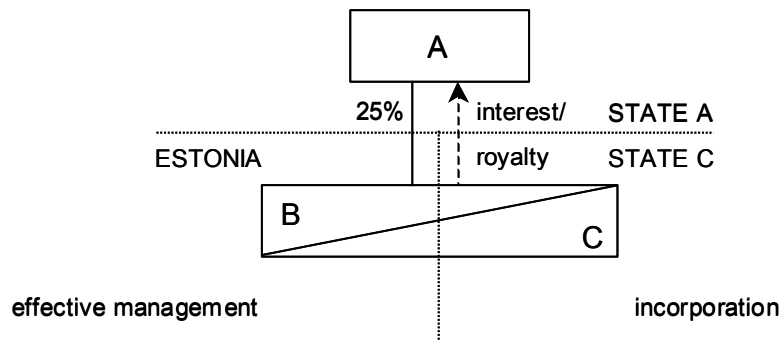 A
25% interest/ STATE A
ESTONIA royalty STATE C
B
C
effective management incorporation